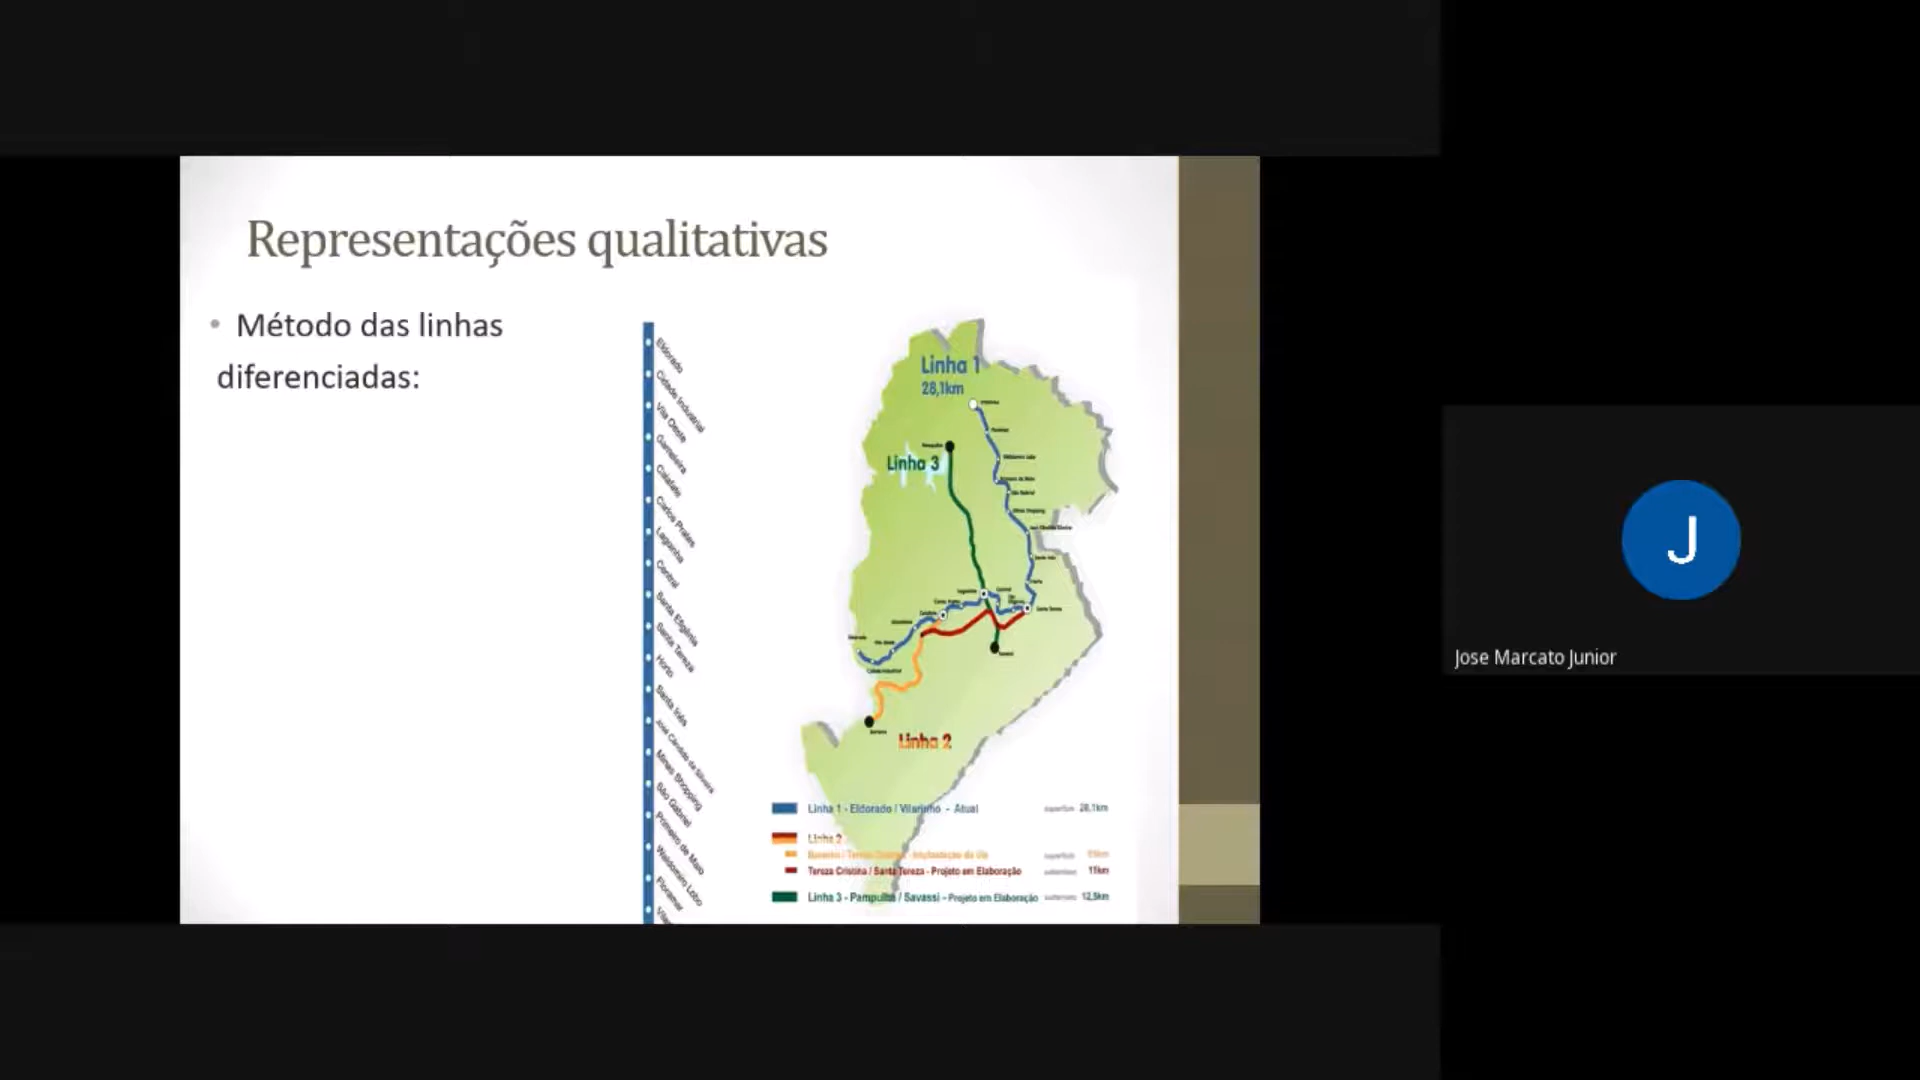 Representações qualitativas
• Método das linhas
diferenciadas:
Eldorado
Cidade Industrial
Vila Oeste
Gameleira
Calafate
Carlos Prates
Lagoinha
Central
Santa Efigênia
Santa Tereza
Horto
Santa Inês
José Cândido da Silveira
Minas Shopping
São Gabriel
Primeiro de Maio
Waldomiro Lobo
Floramar
Linha 1
28,1km
Linha 3
Linha 2
Linha 1 - Eldorado / Vilarinho - Atual superfície 28,1km
Linha 2
Tereza Cristina / Santa Tereza - Projeto em Elaboração 11km
Linha 3 - Pampulha / Savassi - Projeto em Elaboração 12,5km
J
Jose Marcato Junior